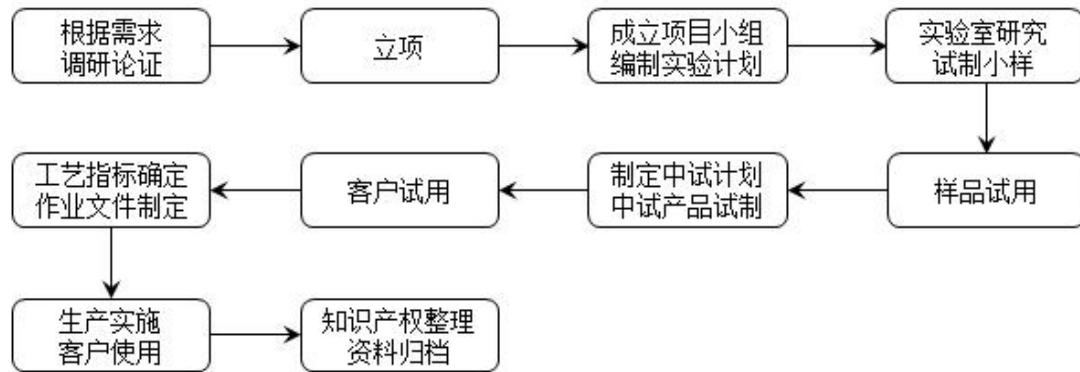 根据需求
调研论证
立项
成立项目小组
编制实验计划
实验室研究
试制小样
样品试用
制定中试计划
中试产品试制
客户试用
工艺指标确定
作业文件制定
生产实施
客户使用
知识产权整理
资料归档